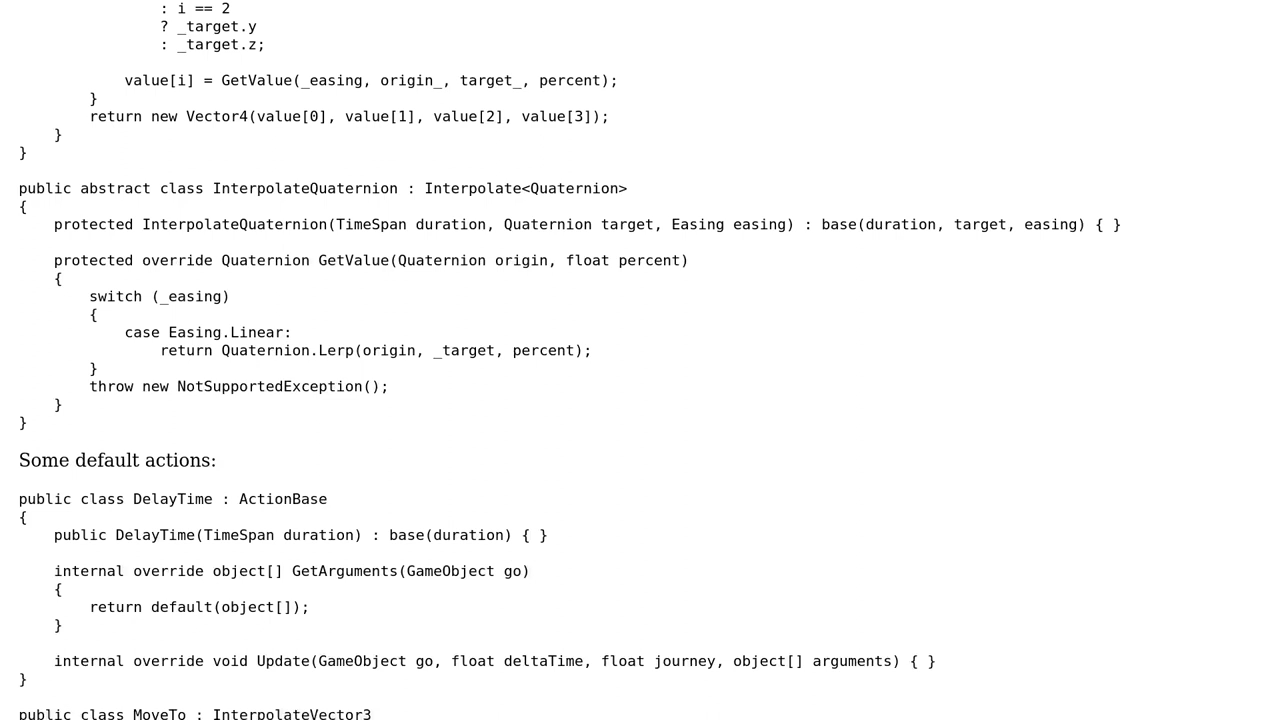 : i == 2
? _target.y
: _target.z;
value[i] = GetValue(_easing, origin_, target_, percent);
}
return new Vector4(value[0], value[1], value[2], value[3]);
}
}
public abstract class InterpolateQuaternion : Interpolate<Quaternion>
{
protected InterpolateQuaternion(TimeSpan duration, Quaternion target, Easing easing) : base(duration, target, easing) { }
protected override Quaternion GetValue(Quaternion origin, float percent)
{
switch (_easing)
{
case Easing.Linear:
return Quaternion.Lerp(origin, _target, percent);
}
throw new NotSupportedException();
}
}
Some default actions:
public class DelayTime : ActionBase
{
public DelayTime(TimeSpan duration) : base(duration) { }
internal override object[] GetArguments(GameObject go)
{
return default(object[]);
}
internal override void Update(GameObject go, float deltaTime, float journey, object[] arguments) { }
}
public class MoveTo : InterpolateVector3